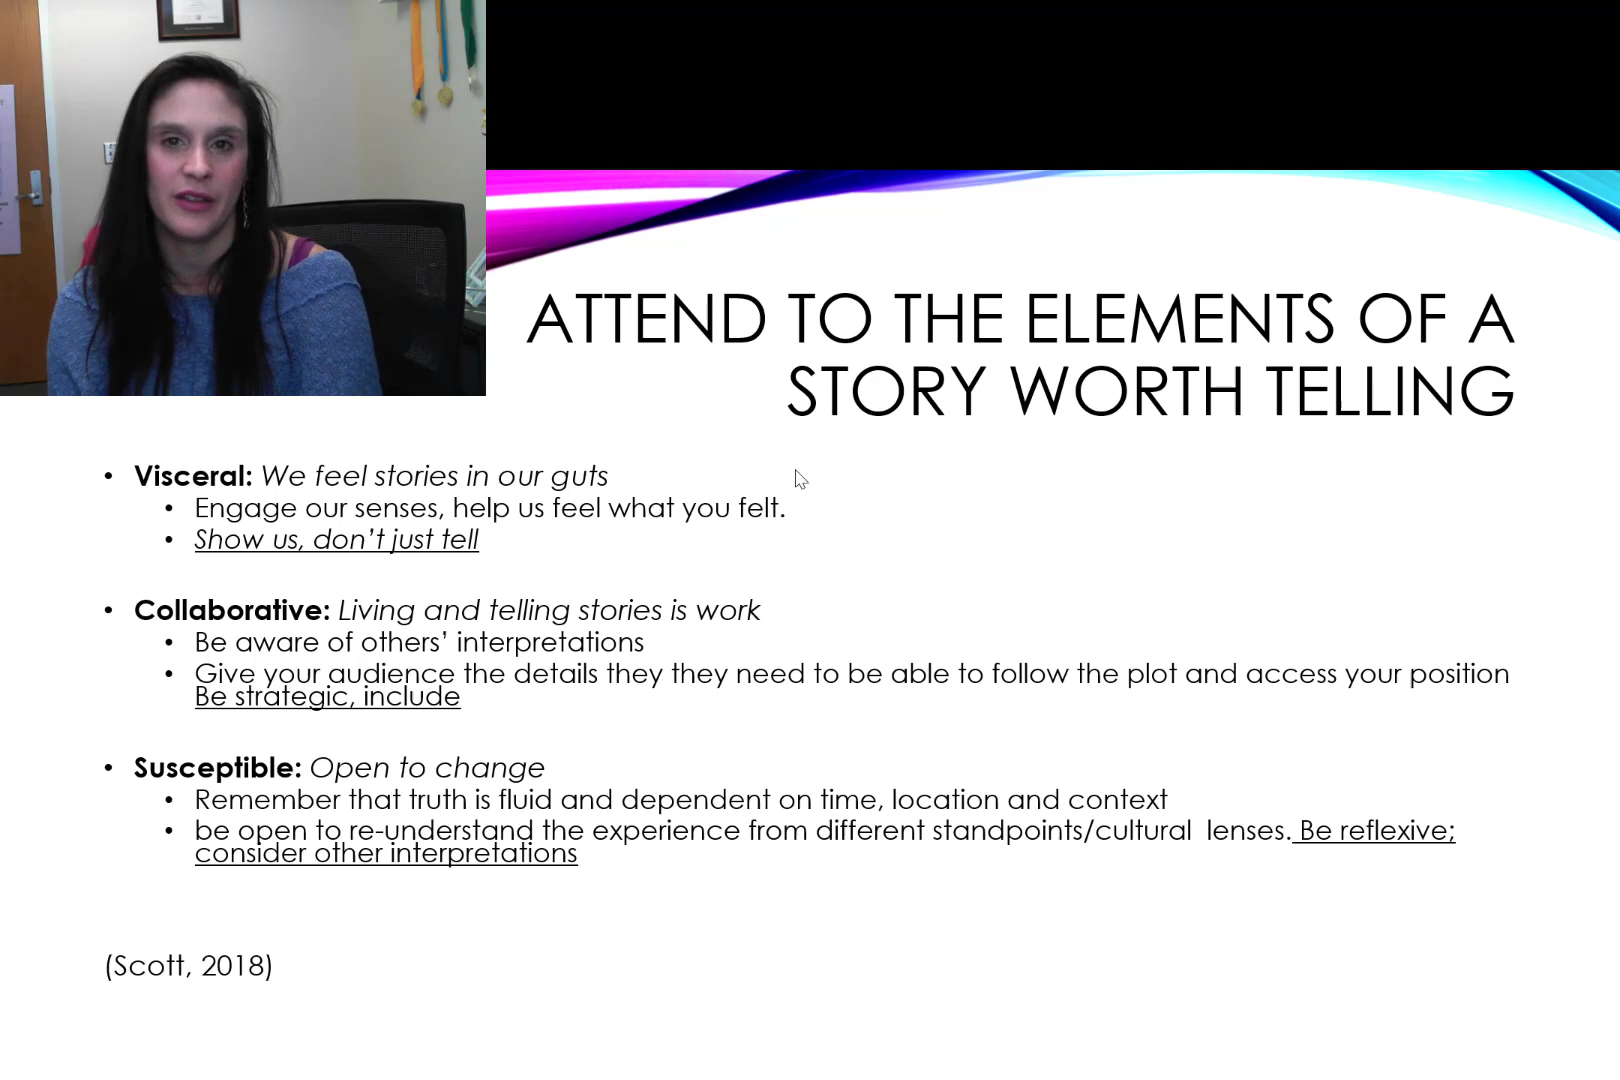 ATTEND TO THE ELEMENTS OF A
STORY WORTH TELLING
• Visceral: We feel stories in our guts
• Engage our senses, help us feel what you felt.
• Show us, don’t just tell
• Collaborative: Living and telling stories is work
• Be aware of others’ interpretations
• Give your audience the details they they need to be able to follow the plot and access your position
Be strategic, include
• Susceptible: Open to change
• Remember that truth is fluid and dependent on time, location and context
• be open to re-understand the experience from different standpoints/cultural lenses. Be reflexive;
consider other interpretations
(Scott, 2018)